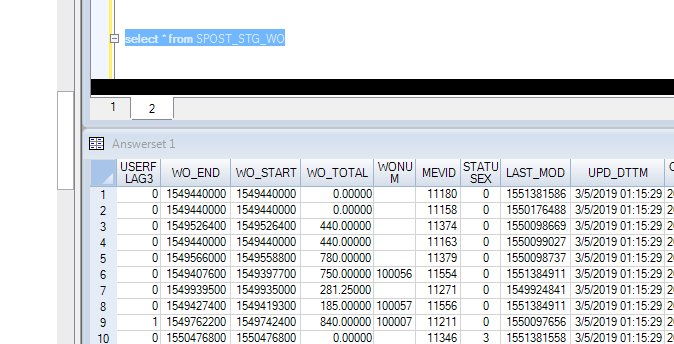 select * from SPOST_STG_WO
1 2
Answerset 1
USERF LAG3 WO_END WO_START WO_TOTAL WONU M MEVID STATU SEX LAST_MOD UPD_DTTM
1 0 1549440000 1549440000 0.00000 11180 0 1551381586 3/5/2019 01:15:29
2 0 1549440000 1549440000 0.00000 11158 0 1550176488 3/5/2019 01:15:29
3 0 1549526400 1549526400 440.00000 11374 0 1550098669 3/5/2019 01:15:29
4 0 1549440000 1549440000 440.00000 11163 0 1550099027 3/5/2019 01:15:29
5 0 1549566000 1549558800 780.00000 11379 0 1550098737 3/5/2019 01:15:29
6 0 1549407600 1549397700 750.00000 100056 11554 0 1551384911 3/5/2019 01:15:29
7 0 1549939500 1549935000 281.25000 11271 0 1549924841 3/5/2019 01:15:29
8 0 1549427400 1549419300 185.00000 100057 11556 0 1551384911 3/5/2019 01:15:29
9 1 1549762200 1549742400 840.00000 100007 11211 0 1550097656 3/5/2019 01:15:29
10 0 1550476800 1550476800 0.00000 11346 3 1551381558 3/5/2019 01:15:29